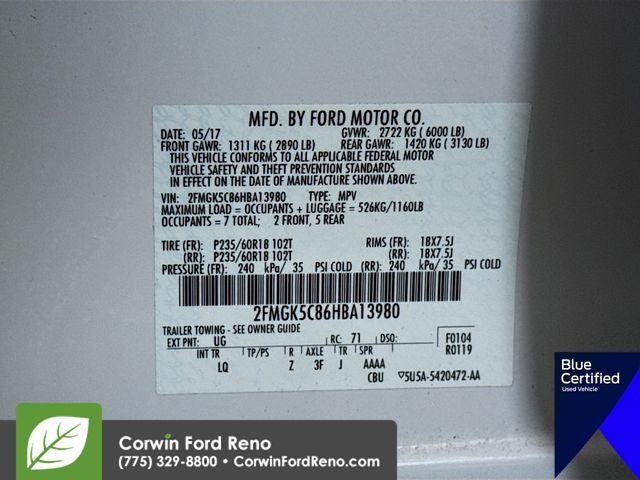 MFD. BY FORD MOTOR CO.
DATE: 05/17 GVWR: 2722 KG (6000 LB)
FRONT GAWR: 1311 KG ( 2890 LB) REAR GAWR: 1420 KG ( 3130 LB)
THIS VEHICLE CONFORMS TO ALL APPLICABLE FEDERAL MOTOR
VEHICLE SAFETY AND THEFT PREVENTION STANDARDS
IN EFFECT ON THE DATE OF MANUFACTURE SHOWN ABOVE.
VIN: 2FMGK5C86HBA13980 TYPE: MPV
MAXIMUM LOAD = OCCUPANTS + LUGGAGE = 526KG/1160LB
OCCUPANTS = 7 TOTAL; 2 FRONT, 5 REAR
TIRE (FR): P235/60R18 102T RIMS (FR): 18X7.5J
(RR): P235/60R18 102T (RR): 18X7.5J
PRESSURE (FR): 240 kPa/ 35 PSI COLD (RR): 240 kPa/ 35 PSI COLD
2FMGK5C86HBA13980
TRAILER TOWING - SEE OWNER GUIDE
EXT PNT: UG RC: 71 DSO: F0104
INT TR TP/PS R AXLE TR SPR R0119
LQ Z 3F J AAAA
CBU 5U5A-5420472-AA
Blue
Certified
Used Vehicle
Corwin Ford Reno
(775) 329-8800 • CorwinFordReno.com